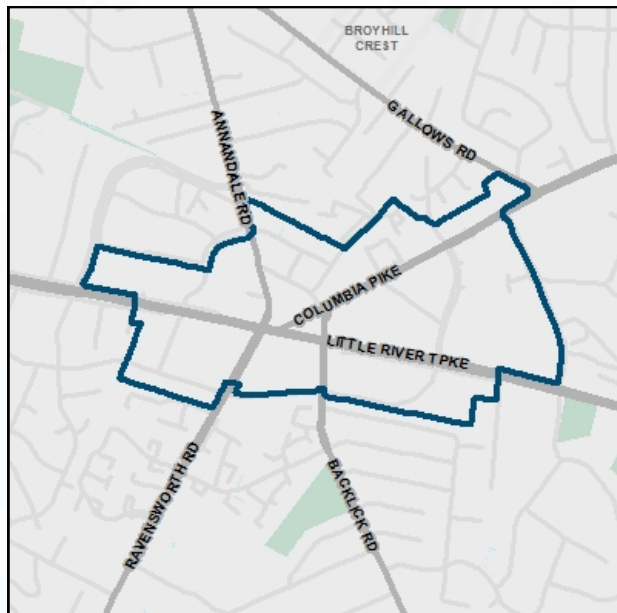 BROYHILL
CREST
GALLOWS RD
ANNANDALE RD
COLUMBIA PIKE
LITTLE RIVER TPKE
RAVENSWORTH RD
BACKLICK RD